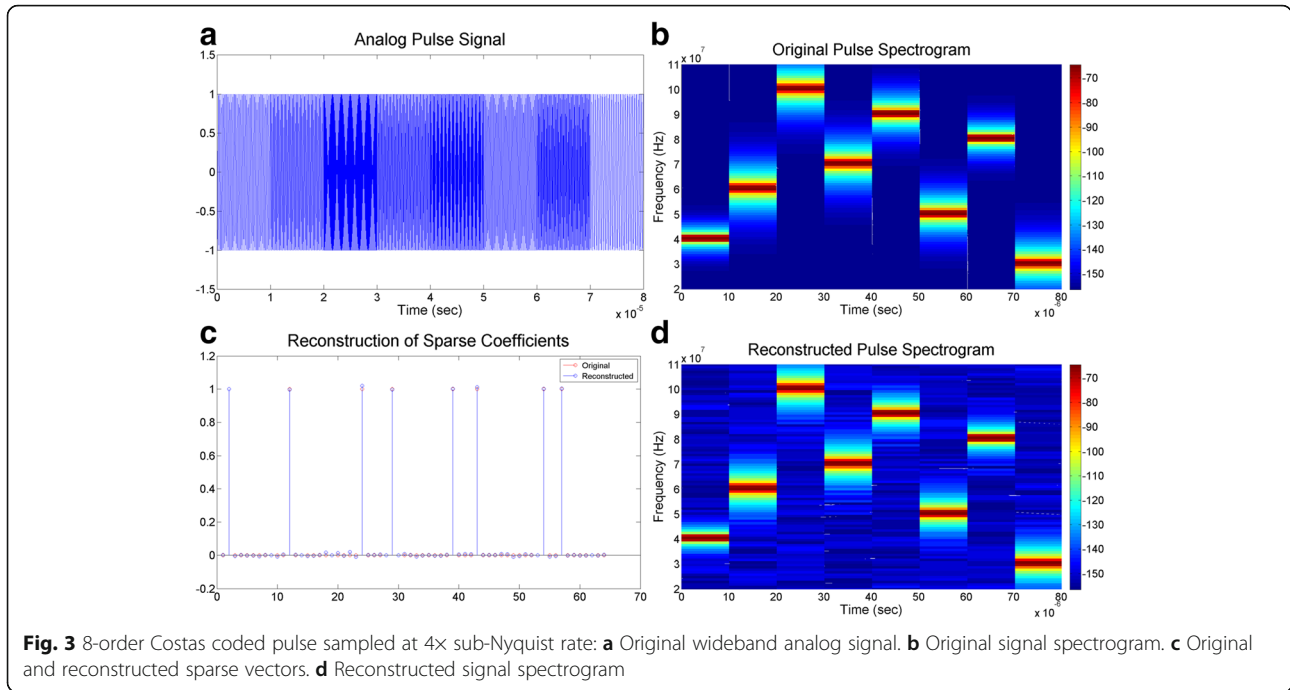 a
Analog Pulse Signal
1.5
1
0.5
0
-0.5
-1
-1.5
0 1 2 3 4 5 6 7 8
Time (sec)
x 10⁻⁵
b
Original Pulse Spectrogram
x 10⁷
Frequency (Hz)
11
10
9
8
7
6
5
4
3
2
0 10 20 30 40 50 60 70 80
Time (sec)
x 10⁻⁶
-70
-80
-90
-100
-110
-120
-130
-140
-150
c
Reconstruction of Sparse Coefficients
1.2
1
0.8
0.6
0.4
0.2
0
-0.2
0 10 20 30 40 50 60 70
Original
Reconstructed
d
Reconstructed Pulse Spectrogram
x 10⁷
Frequency (Hz)
11
10
9
8
7
6
5
4
3
2
0 10 20 30 40 50 60 70 80
Time (sec)
x 10⁻⁶
-70
-80
-90
-100
-110
-120
-130
-140
-150
Fig. 3 8-order Costas coded pulse sampled at 4× sub-Nyquist rate: a Original wideband analog signal. b Original signal spectrogram. c Original
and reconstructed sparse vectors. d Reconstructed signal spectrogram